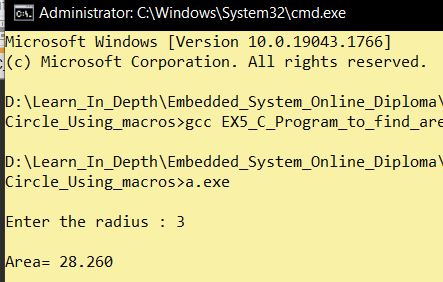 Administrator: C:\Windows\System32\cmd.exe
Microsoft Windows [Version 10.0.19043.1766]
(c) Microsoft Corporation. All rights reserved.
D:\Learn_In_Depth\Embedded_System_Online_Diploma\
Circle_Using_macros>gcc EX5_C_Program_to_find_are
D:\Learn_In_Depth\Embedded_System_Online_Diploma\
Circle_Using_macros>a.exe
Enter the radius : 3
Area= 28.260